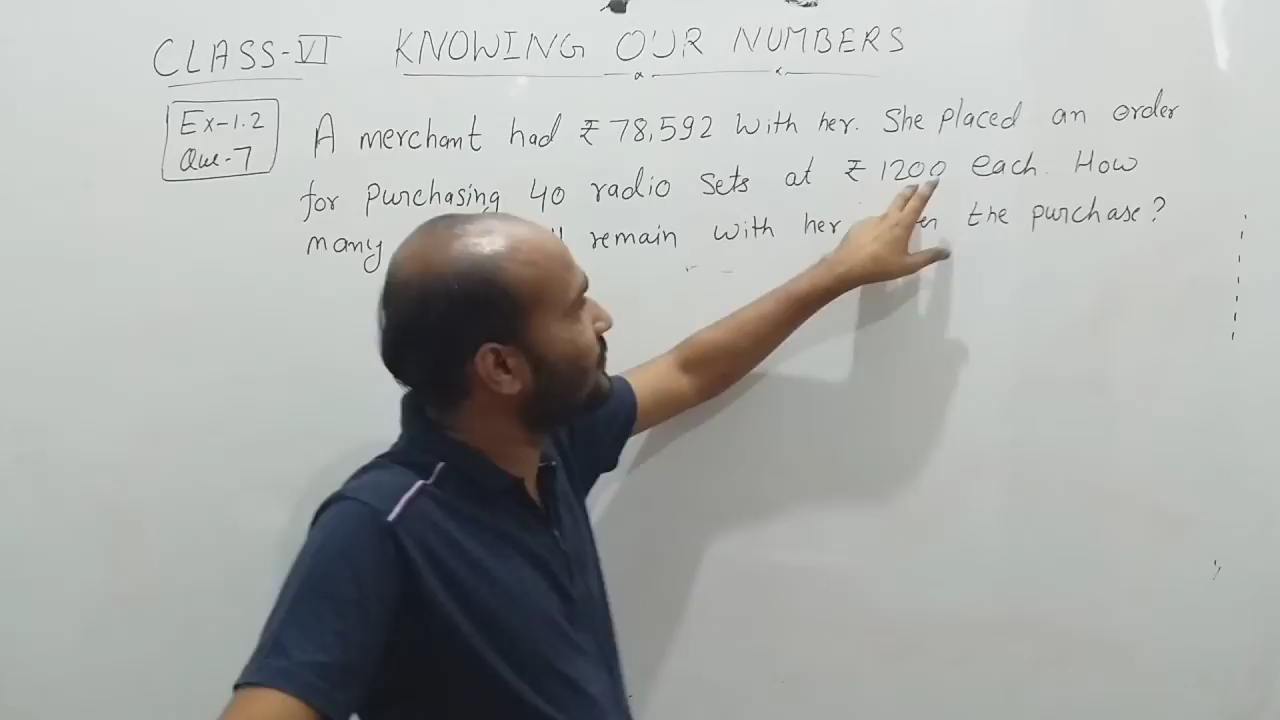 CLASS-VI KNOWING OUR NUMBERS
Ex-1.2
Que-7
A merchant had ₹ 78,592 with her. She placed an order
for purchasing 40 radio sets at ₹ 1200 each. How
many remain with her the purchase?